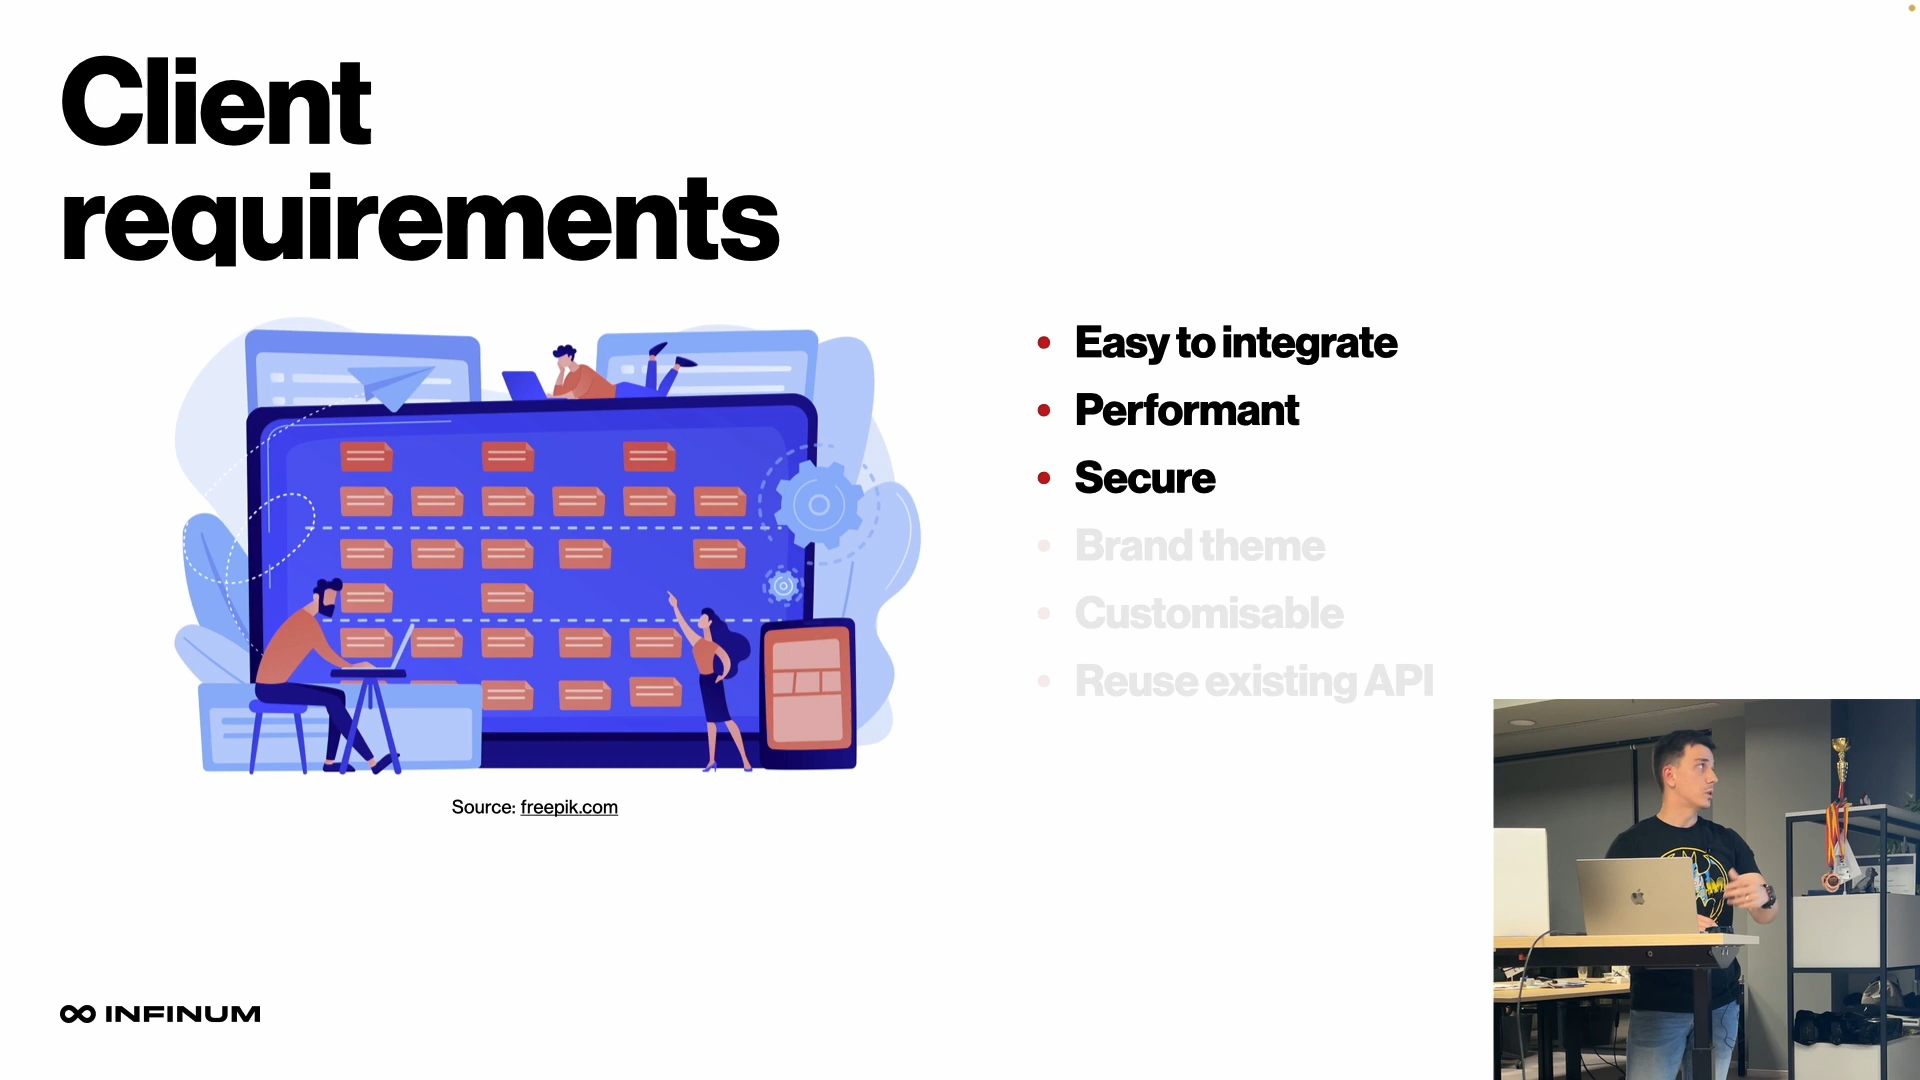 Client
requirements
Easy to integrate
Performant
Secure
Brand theme
Customisable
Reuse existing API
Source: freepik.com
INFINUM